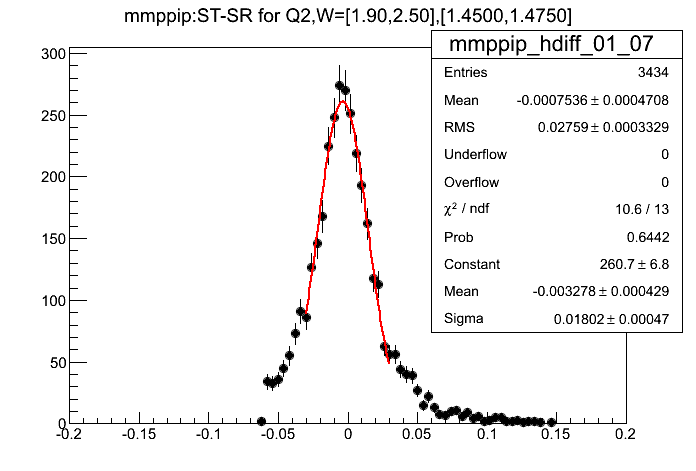 mmppip:ST-SR for Q2,W=[1.90,2.50],[1.4500,1.4750]
mmppip_hdiff_01_07
Entries 3434
Mean -0.0007536 ± 0.0004708
RMS 0.02759 ± 0.0003329
Underflow 0
Overflow 0
χ² / ndf 10.6 / 13
Prob 0.6442
Constant 260.7 ± 6.8
Mean -0.003278 ± 0.000429
Sigma 0.01802 ± 0.00047
300
250
200
150
100
50
0
-0.2 -0.15 -0.1 -0.05 0 0.05 0.1 0.15 0.2